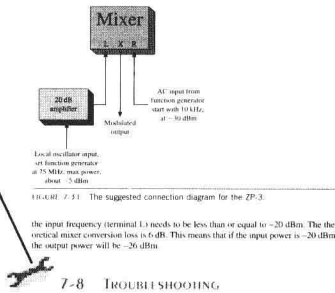 Mixer
L X R
20 dB
amplifier
AC input from
function generator
start with 10 kHz,
at −30 dBm
Modulated
output
Local oscillator input,
set function generator
at 25 MHz, max power,
about −5 dBm
FIGURE 7-31 The suggested connection diagram for the ZP-3.
the input frequency (terminal L) needs to be less than or equal to −20 dBm. The the-
oretical mixer conversion loss is 6 dB. This means that if the input power is −20 dBm
the output power will be −26 dBm
7-8 TROUBLESHOOTING